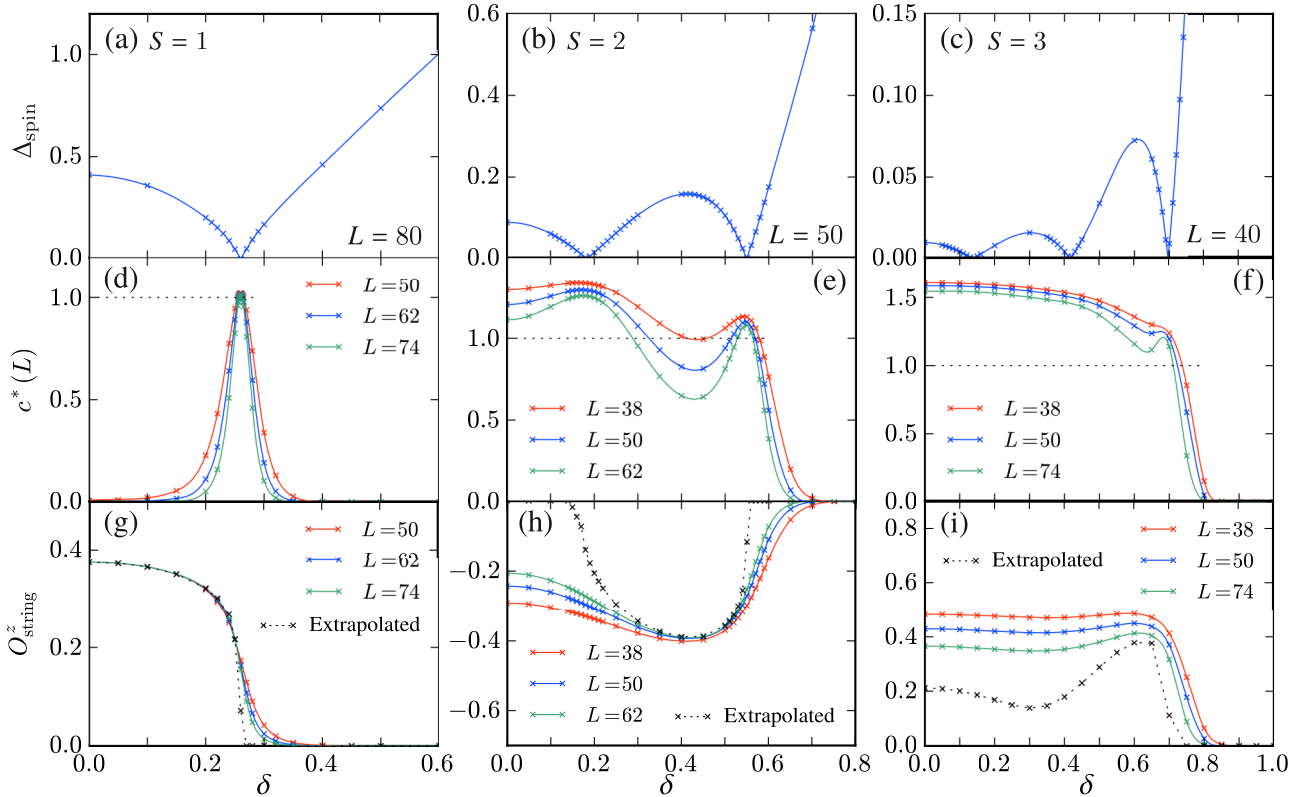 (a) S = 1
(b) S = 2
(c) S = 3
Δspin
1.0
0.5
0.0
L = 80
0.6
0.4
0.2
0.0
L = 50
0.15
0.10
0.05
0.00
L = 40
(d)
c* (L)
1.0
0.5
0.0
L=50
L=62
L=74
(e)
1.0
0.5
0.0
L=38
L=50
L=62
(f)
1.5
1.0
0.5
0.0
L=38
L=50
L=74
(g)
O^z_string
0.4
0.2
0.0
L=50
L=62
L=74
Extrapolated
0.0 0.2 0.3 0.4 0.6
δ
(h)
0.0
−0.2
−0.4
−0.6
L=38
L=50
L=62
Extrapolated
0.0 0.2 0.4 0.6 0.8
δ
(i)
0.8
0.6
0.4
0.2
0.0
Extrapolated
L=38
L=50
L=74
0.0 0.2 0.4 0.6 0.8 1.0
δ